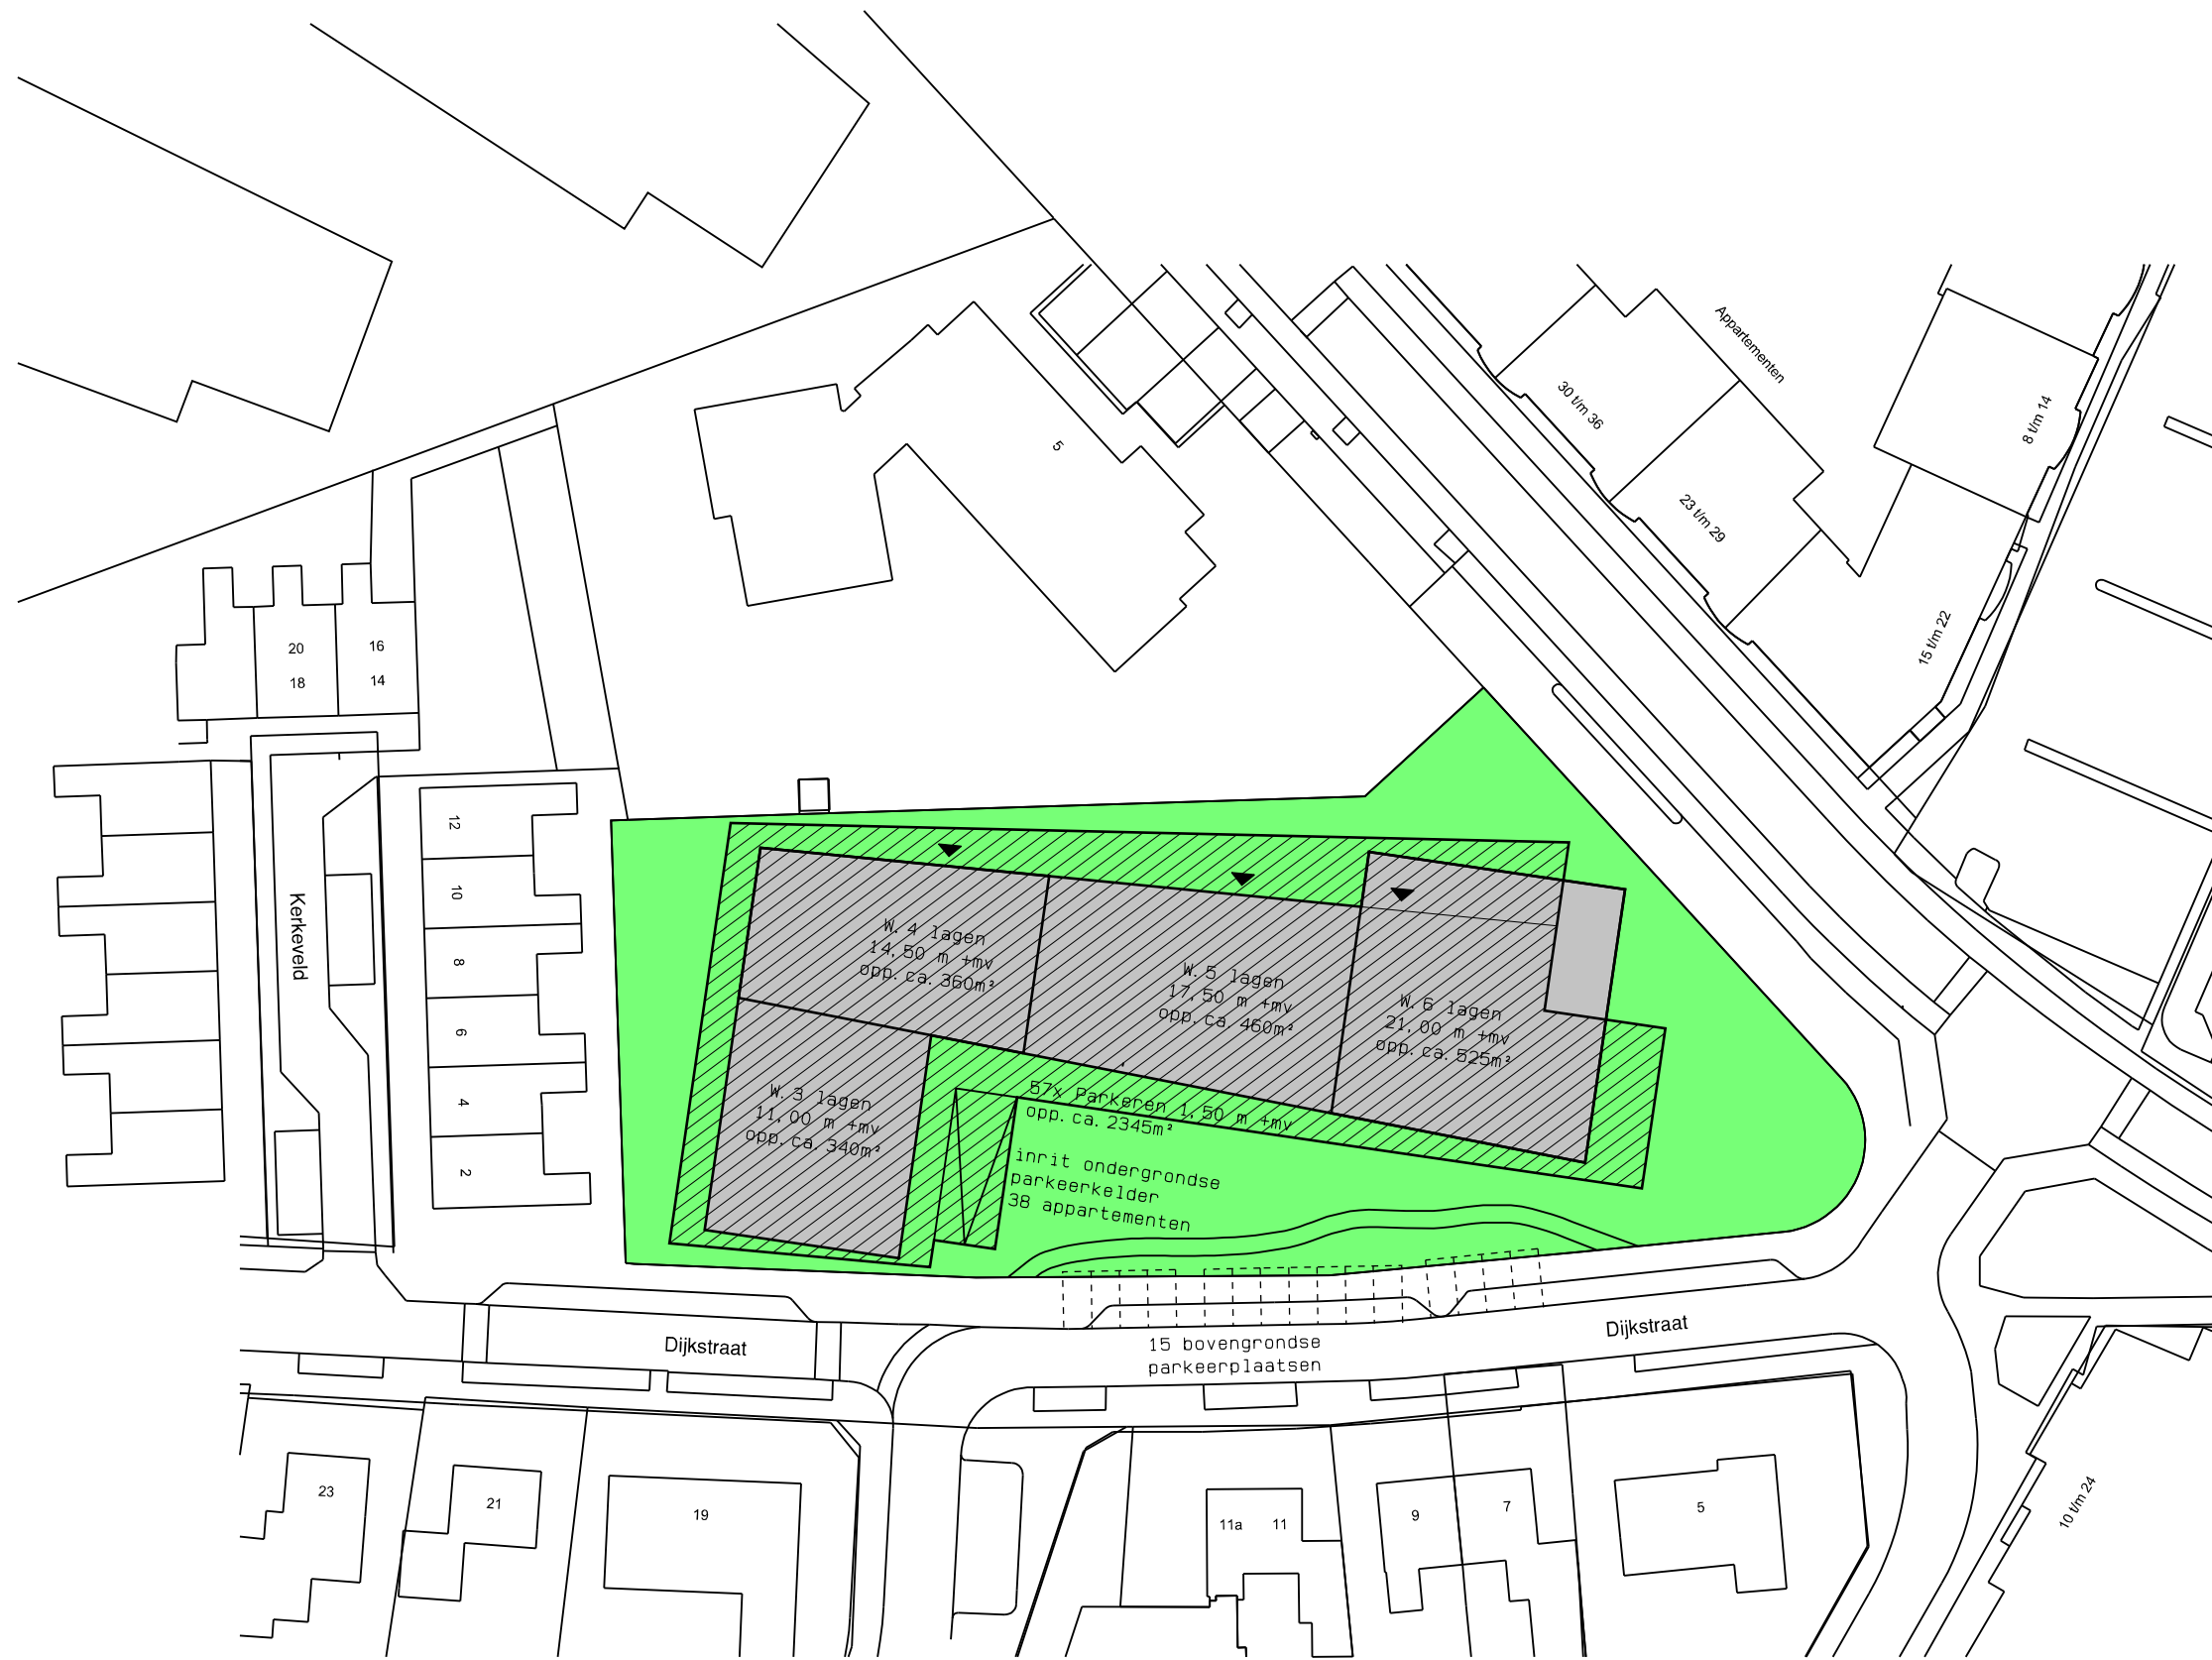 Appartementen
30 t/m 36
8 t/m 14
5
23 t/m 29
15 t/m 22
20
16
18
14
12
10
8
6
4
2
Kerkeveld
W. 4 lagen
14,50 m +mv
opp. ca. 360m²
W. 5 lagen
17,50 m +mv
opp. ca. 460m²
W. 6 lagen
21,00 m +mv
opp. ca. 525m²
W. 3 lagen
11,00 m +mv
opp. ca. 340m²
57x Parkeren 1,50 m +mv
opp. ca. 2345m²
inrit ondergrondse
parkeerkelder
38 appartementen
Dijkstraat
15 bovengrondse
parkeerplaatsen
Dijkstraat
23
21
19
11a
11
9
7
5
10 t/m 24